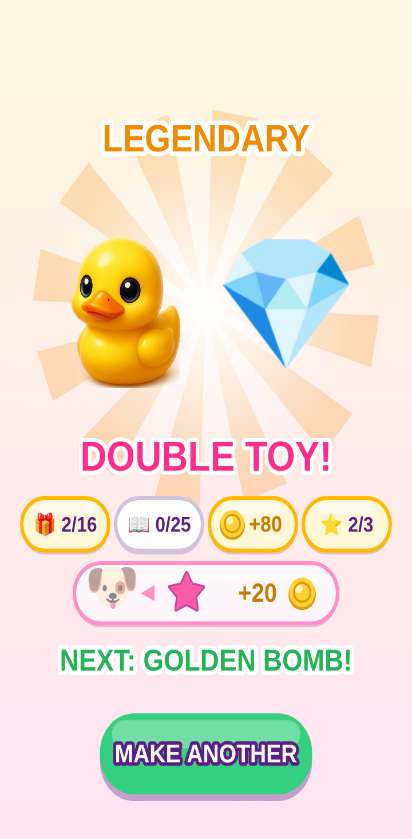 LEGENDARY
DOUBLE TOY!
2/16 0/25 +80 2/3
+20
NEXT: GOLDEN BOMB!
MAKE ANOTHER